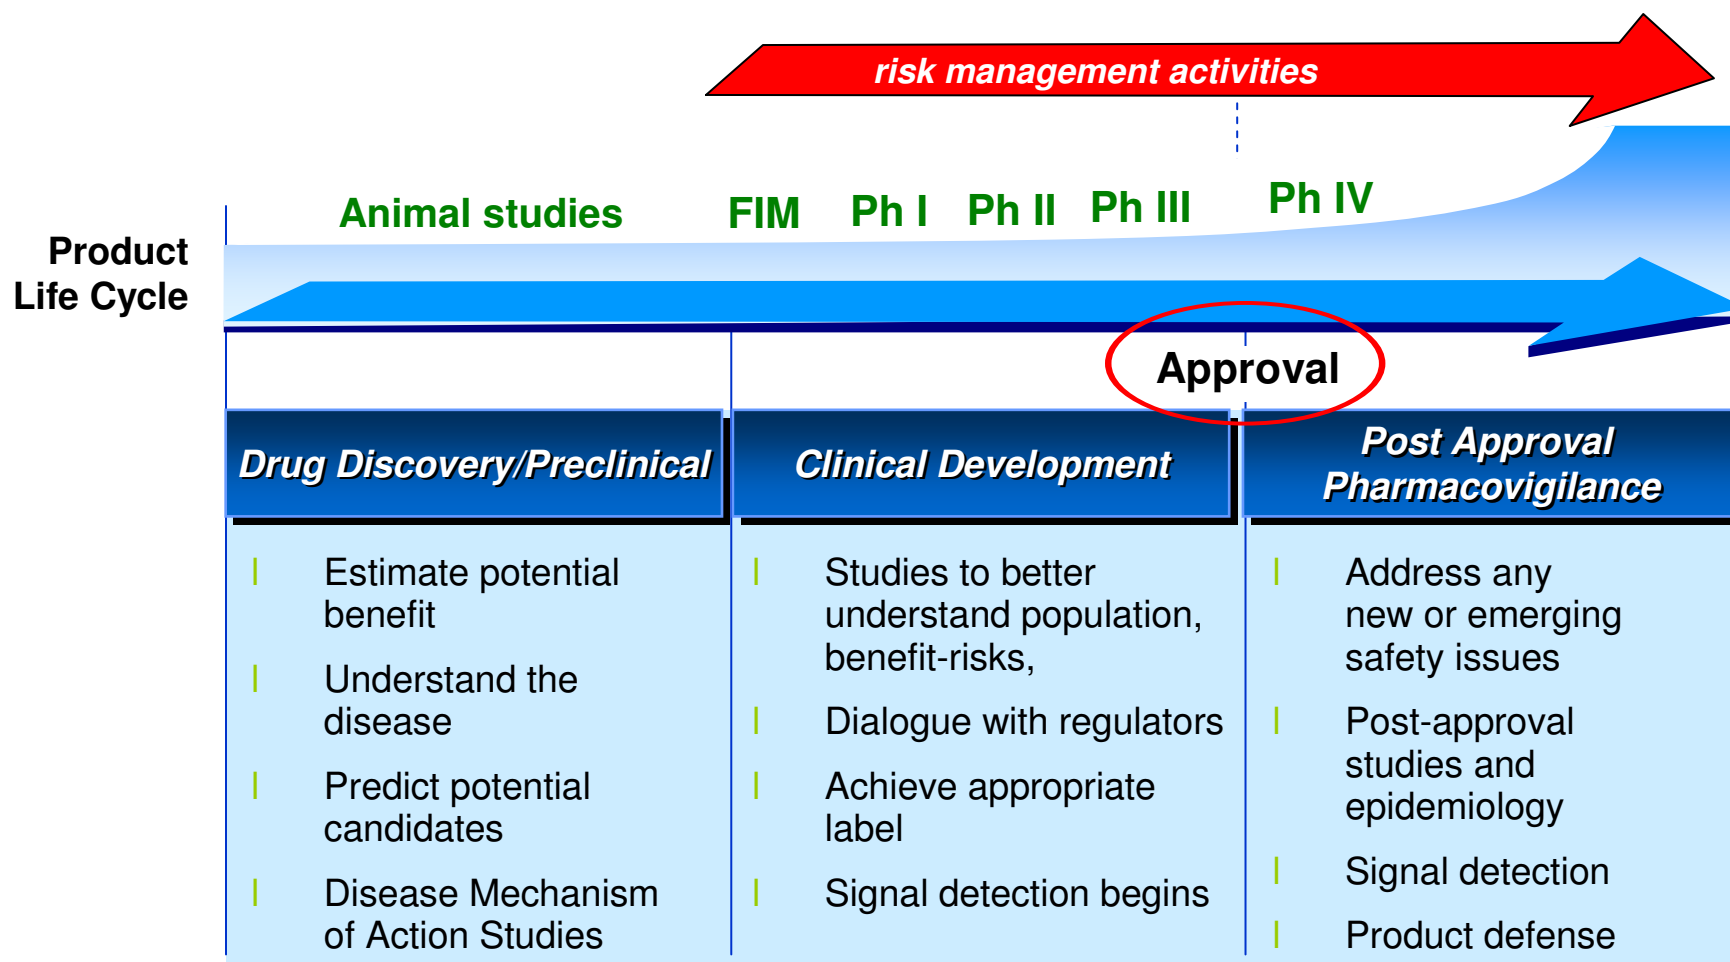 risk management activities
Animal studies
FIM
Ph I
Ph II
Ph III
Ph IV
Product
Life Cycle
Approval
Drug Discovery/Preclinical
Estimate potential
benefit
Understand the
disease
Predict potential
candidates
Disease Mechanism
of Action Studies
Clinical Development
Studies to better
understand population,
benefit-risks,
Dialogue with regulators
Achieve appropriate
label
Signal detection begins
Post Approval
Pharmacovigilance
Address any
new or emerging
safety issues
Post-approval
studies and
epidemiology
Signal detection
Product defense